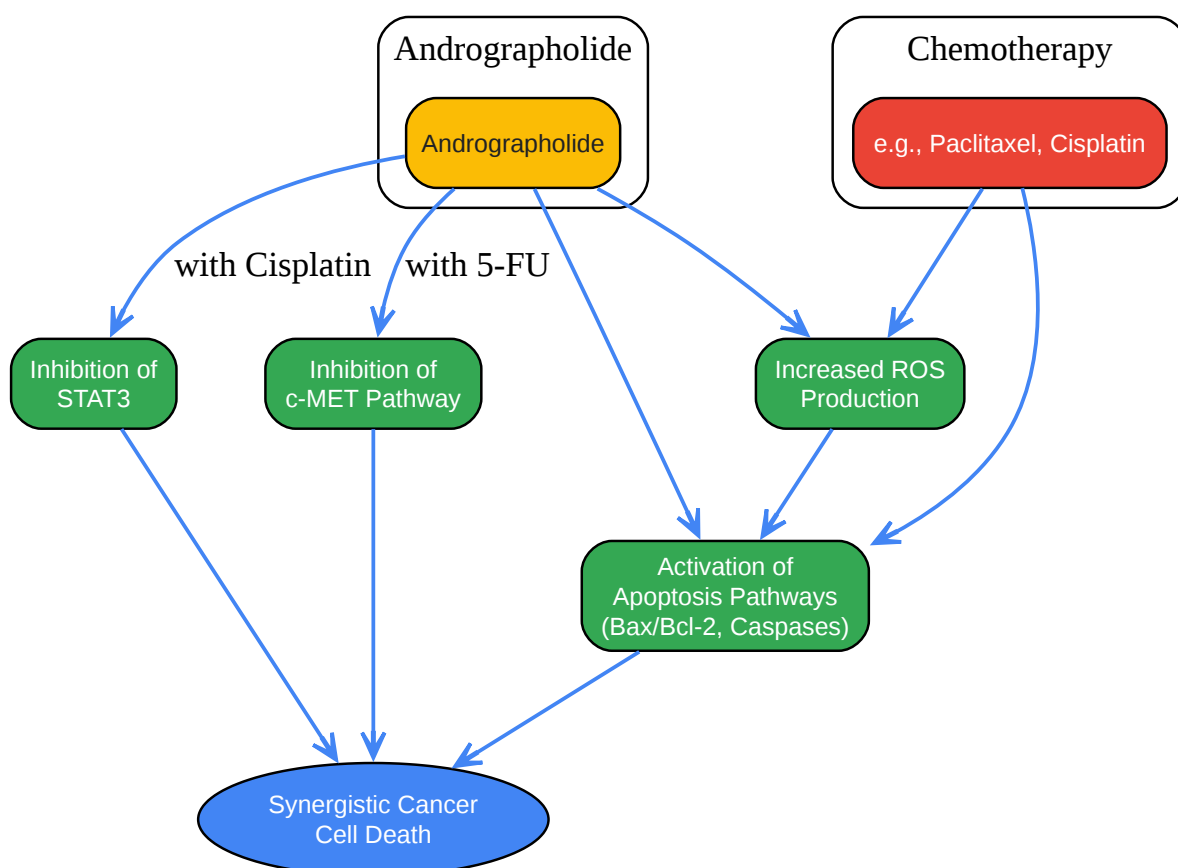 Andrographolide
Chemotherapy
Andrographolide
e.g., Paclitaxel, Cisplatin
with Cisplatin
with 5-FU
Inhibition of
STAT3
Inhibition of
c-MET Pathway
Increased ROS
Production
Activation of
Apoptosis Pathways
(Bax/Bcl-2, Caspases)
Synergistic Cancer
Cell Death